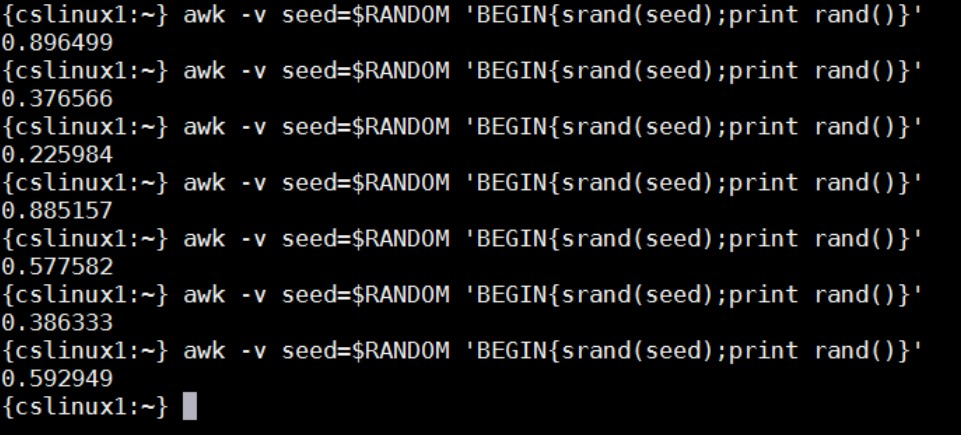 {cslinux1:~} awk -v seed=$RANDOM 'BEGIN{srand(seed);print rand()}'
0.896499
{cslinux1:~} awk -v seed=$RANDOM 'BEGIN{srand(seed);print rand()}'
0.376566
{cslinux1:~} awk -v seed=$RANDOM 'BEGIN{srand(seed);print rand()}'
0.225984
{cslinux1:~} awk -v seed=$RANDOM 'BEGIN{srand(seed);print rand()}'
0.885157
{cslinux1:~} awk -v seed=$RANDOM 'BEGIN{srand(seed);print rand()}'
0.577582
{cslinux1:~} awk -v seed=$RANDOM 'BEGIN{srand(seed);print rand()}'
0.386333
{cslinux1:~} awk -v seed=$RANDOM 'BEGIN{srand(seed);print rand()}'
0.592949
{cslinux1:~}